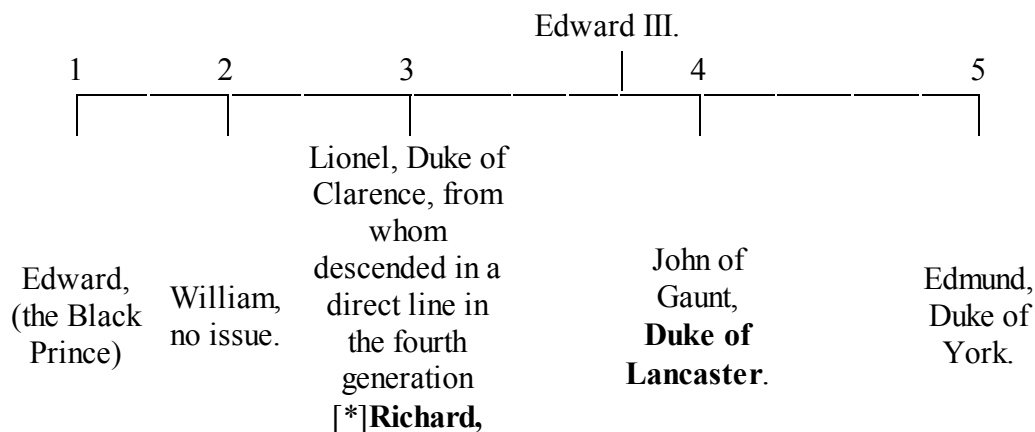 Edward III.
1 2 3 4 5
Edward,
(the Black
Prince)
William,
no issue.
Lionel, Duke of
Clarence, from
whom
descended in a
direct line in
the fourth
generation
[*]Richard,
John of
Gaunt,
Duke of
Lancaster.
Edmund,
Duke of
York.